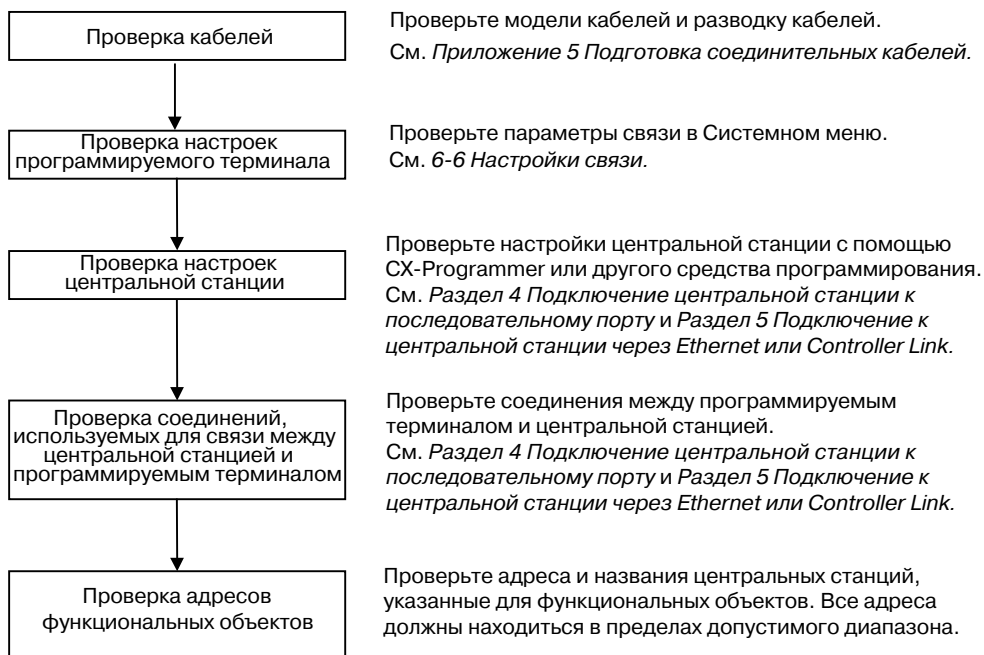 Проверка кабелей
Проверьте модели кабелей и разводку кабелей.
См. Приложение 5 Подготовка соединительных кабелей.
Проверка настроек
программируемого терминала
Проверьте параметры связи в Системном меню.
См. 6-6 Настройки связи.
Проверка настроек
центральной станции
Проверьте настройки центральной станции с помощью
CX-Programmer или другого средства программирования.
См. Раздел 4 Подключение центральной станции к
последовательному порту и Раздел 5 Подключение к
центральной станции через Ethernet или Controller Link.
Проверка соединений,
используемых для связи между
центральной станцией и
программируемым терминалом
Проверьте соединения между программируемым
терминалом и центральной станцией.
См. Раздел 4 Подключение центральной станции к
последовательному порту и Раздел 5 Подключение к
центральной станции через Ethernet или Controller Link.
Проверка адресов
функциональных объектов
Проверьте адреса и названия центральных станций,
указанные для функциональных объектов. Все адреса
должны находиться в пределах допустимого диапазона.